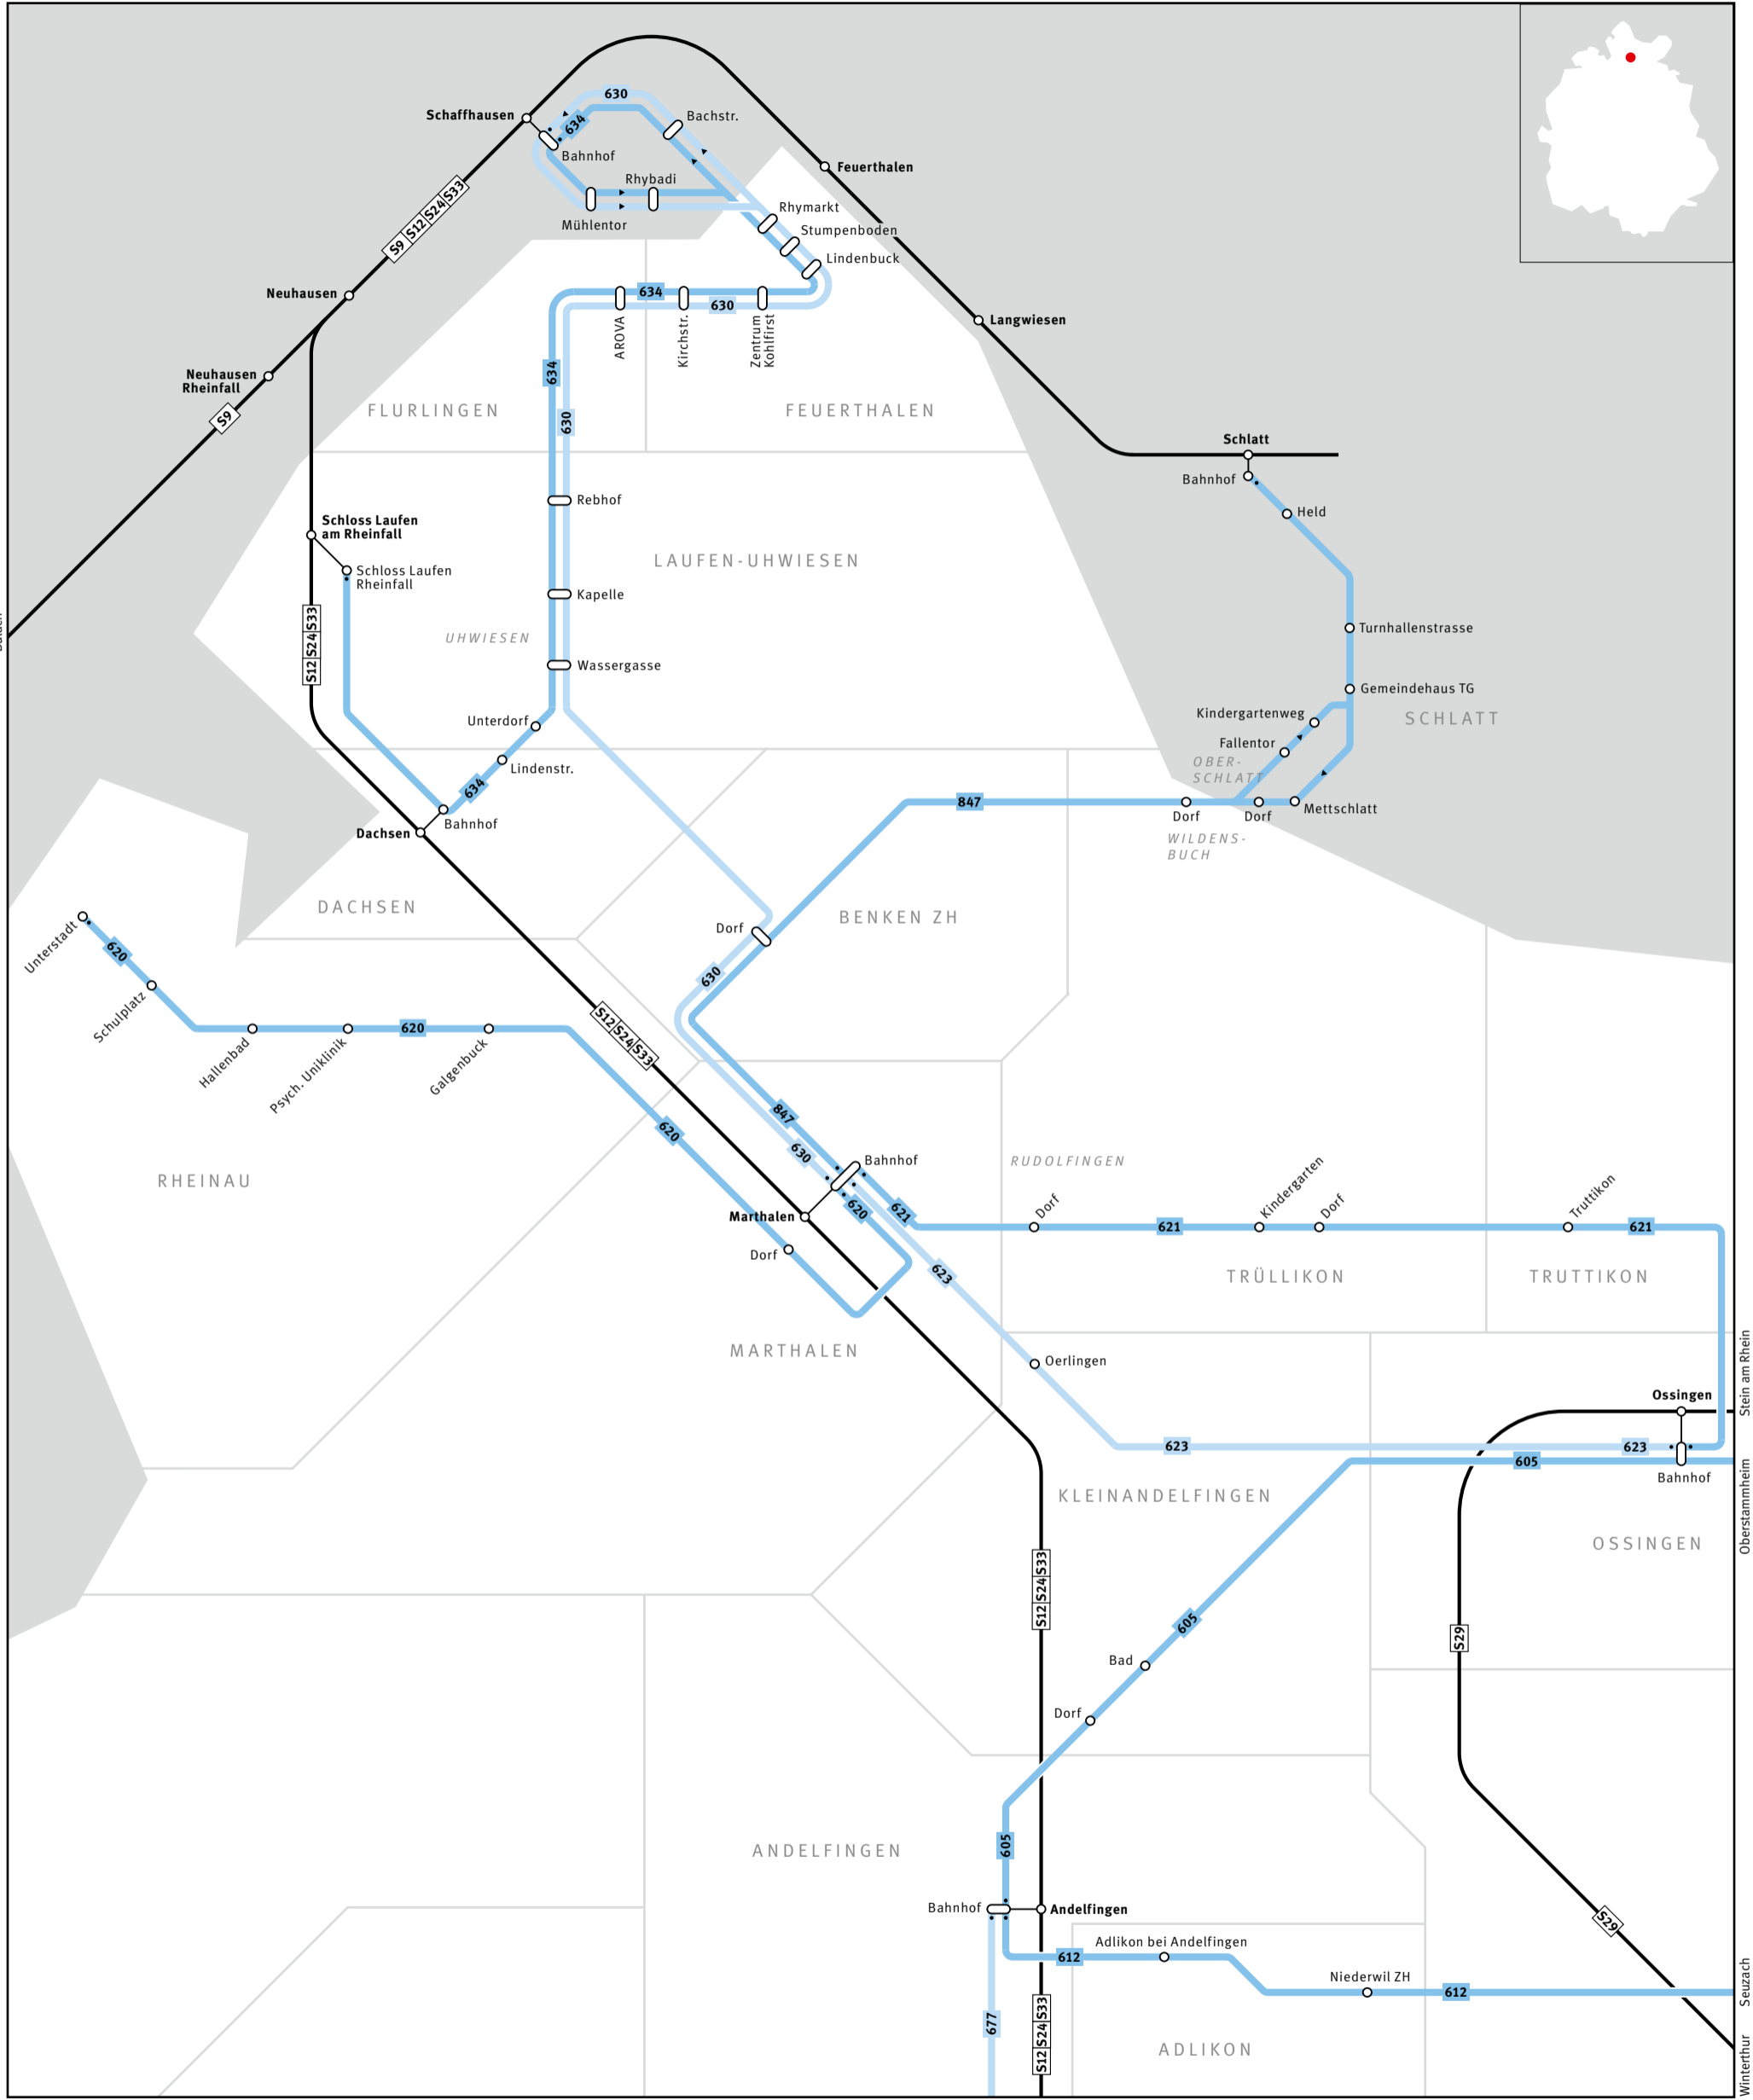 630
Bachstr.
Schaffhausen
634
Bahnhof
Feuerthalen
Rhybadi
S9 S12 S24 S33
Mühlentor
Rhymarkt
Stumpenboden
Lindenbuck
Neuhausen
634
630
AROVA
Kirchstr.
Zentrum
Kohlfirst
Langwiesen
Neuhausen
Rheinfall
S9
634
630
FLURLINGEN
FEUERTHALEN
Schlatt
Bahnhof
Held
Rebhof
Schloss Laufen
am Rheinfall
Schloss Laufen
Rheinfall
LAUFEN-UHWIESEN
Kapelle
S12 S24 S33
UHWIESEN
Turnhallenstrasse
Wassergasse
Gemeindehaus TG
Kindergartenweg
SCHLATT
Unterdorf
Fallentor
Lindenstr.
OBER-
SCHLATT
634
847
Dorf
Dorf
Mettschlatt
Bahnhof
Dachsen
WILDENS-
BUCH
DACHSEN
BENKEN ZH
Unterstadt
620
Dorf
630
Schulplatz
Hallenbad
Psych. Uniklinik
620
Galgenbuck
S12 S24 S33
847
620
630
Bahnhof
RUDOLFINGEN
RHEINAU
Marthalen
620
621
Dorf
621
Kindergarten
Dorf
Truttikon
621
Dorf
623
TRÜLLIKON
TRUTTIKON
MARTHALEN
Oerlingen
Stein am Rhein
Ossingen
623
623
605
Bahnhof
KLEINANDELFINGEN
Oberstammheim
OSSINGEN
S12 S24 S33
605
S29
Bad
Dorf
605
ANDELFINGEN
Bahnhof
Andelfingen
S29
Adlikon bei Andelfingen
612
Niederwil ZH
612
Seuzach
677
S12 S24 S33
ADLIKON
Winterthur